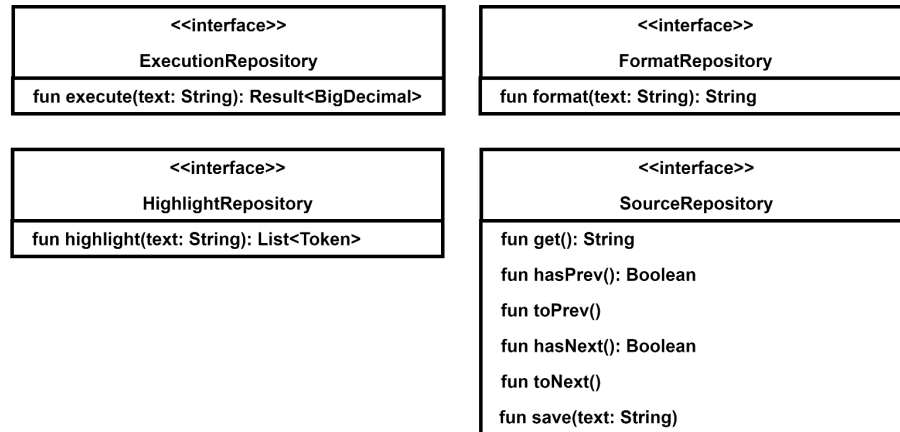 <<interface>>
ExecutionRepository
fun execute(text: String): Result<BigDecimal>
<<interface>>
FormatRepository
fun format(text: String): String
<<interface>>
HighlightRepository
fun highlight(text: String): List<Token>
<<interface>>
SourceRepository
fun get(): String
fun hasPrev(): Boolean
fun toPrev()
fun hasNext(): Boolean
fun toNext()
fun save(text: String)